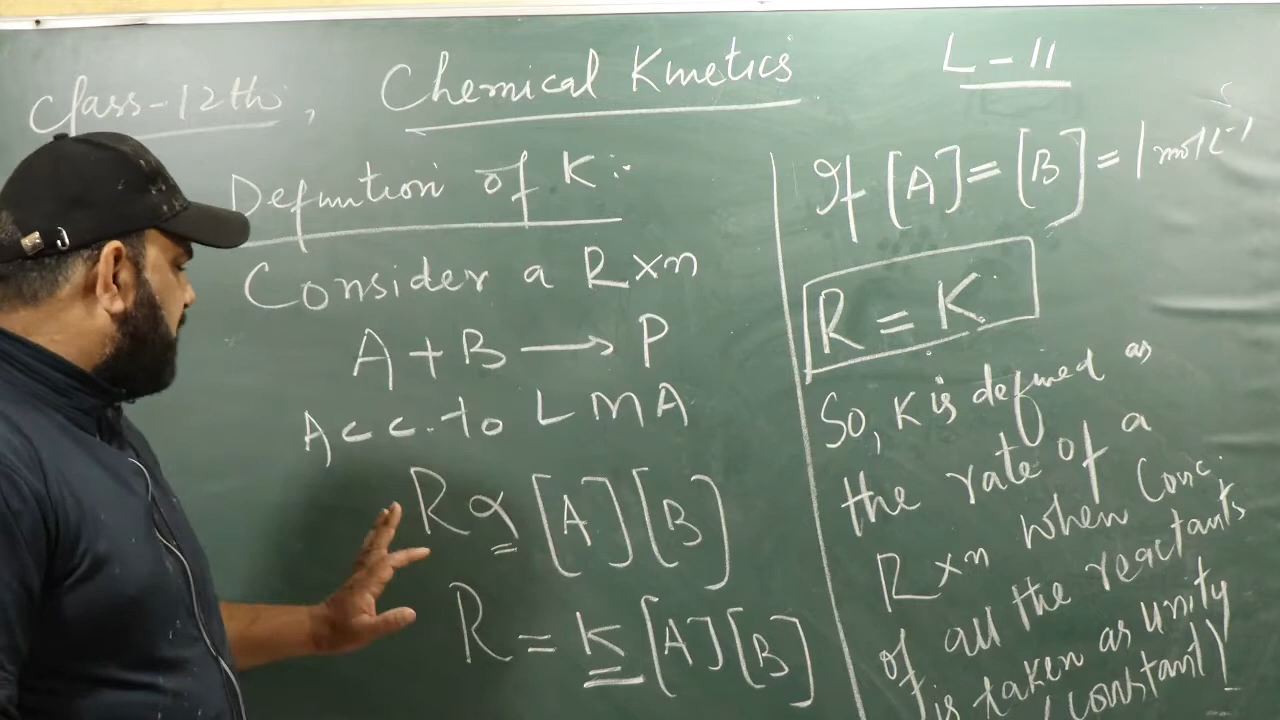 Class-12th, Chemical Kinetics L-11
Definition of K:-
Consider a Rxn
A + B → P
Acc. to LMA
R ∝ [A][B]
R = K[A][B]
If [A] = [B] = 1 mol L⁻¹
R = K
So, K is defined as
the rate of a
Rxn when Conc.
of all the reactants
is taken as unity
(constant)